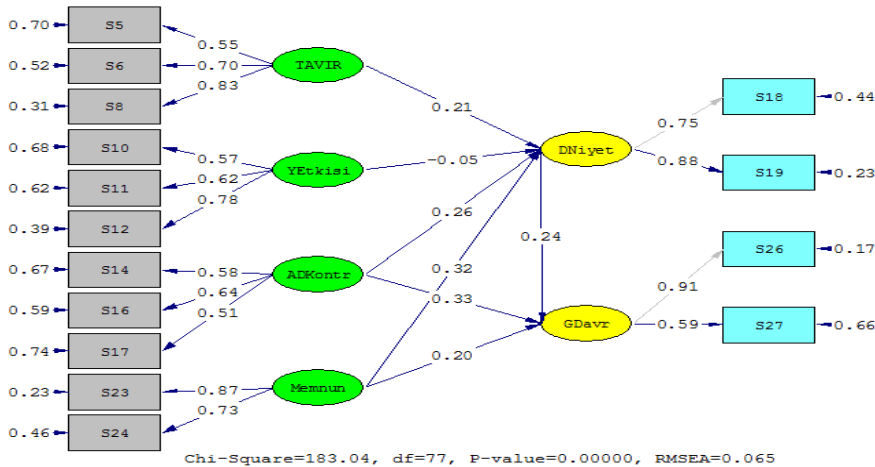 0.70 S5 0.55
0.52 S6 0.70 TAVIR
0.31 S8 0.83
0.21 S18 0.44
0.75
0.68 S10 0.57
0.62 S11 0.62 YEtkisi -0.05 DNiyet
0.88 S19 0.23
0.39 S12 0.78
0.26
0.24
0.67 S14 0.58 ADKontr 0.32
0.59 S16 0.64 0.33
S26 0.17
0.91
0.74 S17 0.51
GDavr 0.59 S27 0.66
0.20
0.23 S23 0.87 Memnun
0.46 S24 0.73
Chi-Square=183.04, df=77, P-value=0.00000, RMSEA=0.065